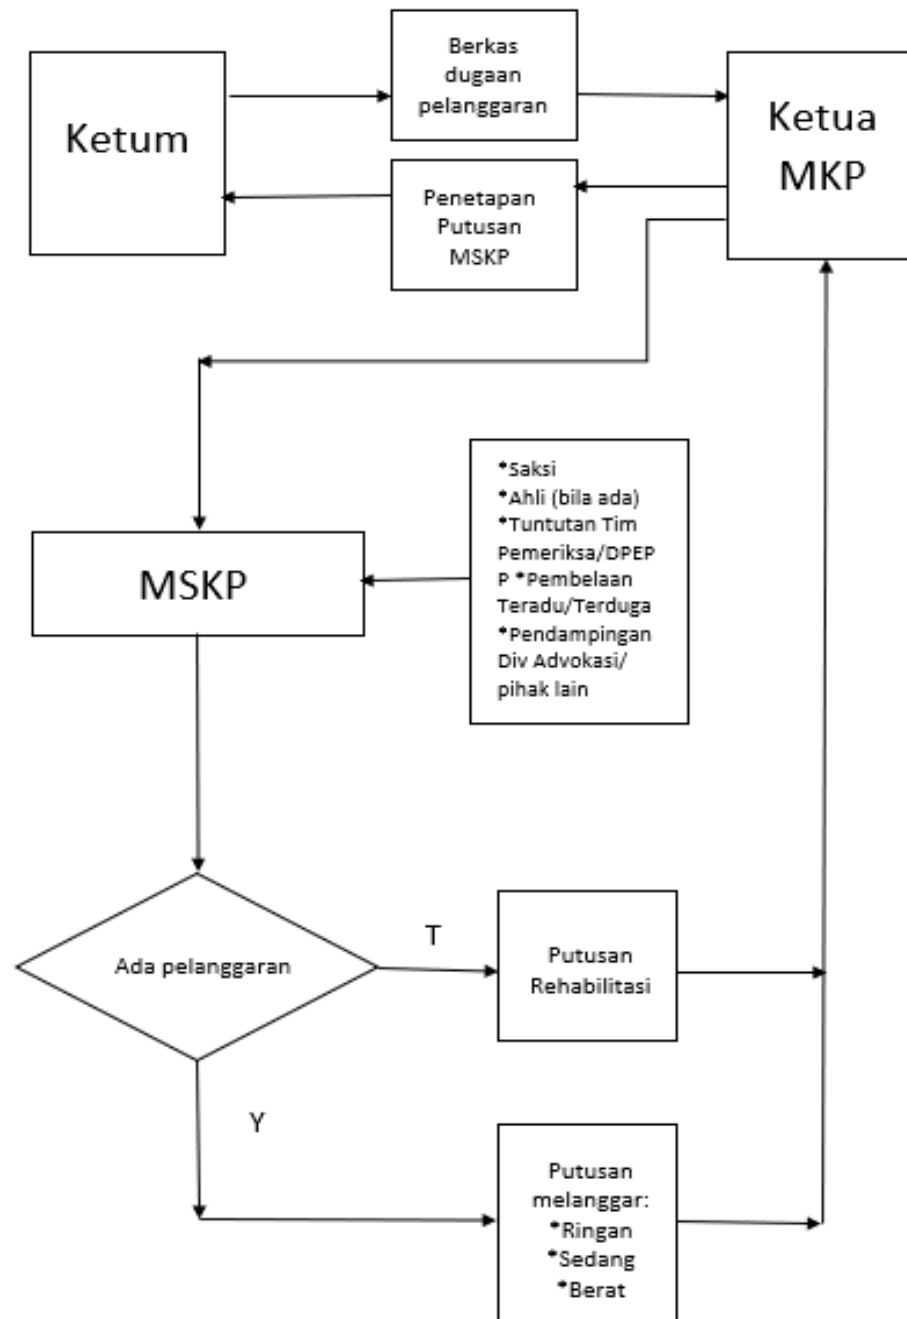 Ketum
Berkas
dugaan
pelanggaran
Ketua
MKP
Penetapan
Putusan
MSKP
*Saksi
*Ahli (bila ada)
*Tuntutan Tim
Pemeriksa/DPEP
P *Pembelaan
Teradu/Terduga
*Pendampingan
Div Advokasi/
pihak lain
MSKP
Ada pelanggaran
T
Putusan
Rehabilitasi
Y
Putusan
melanggar:
*Ringan
*Sedang
*Berat